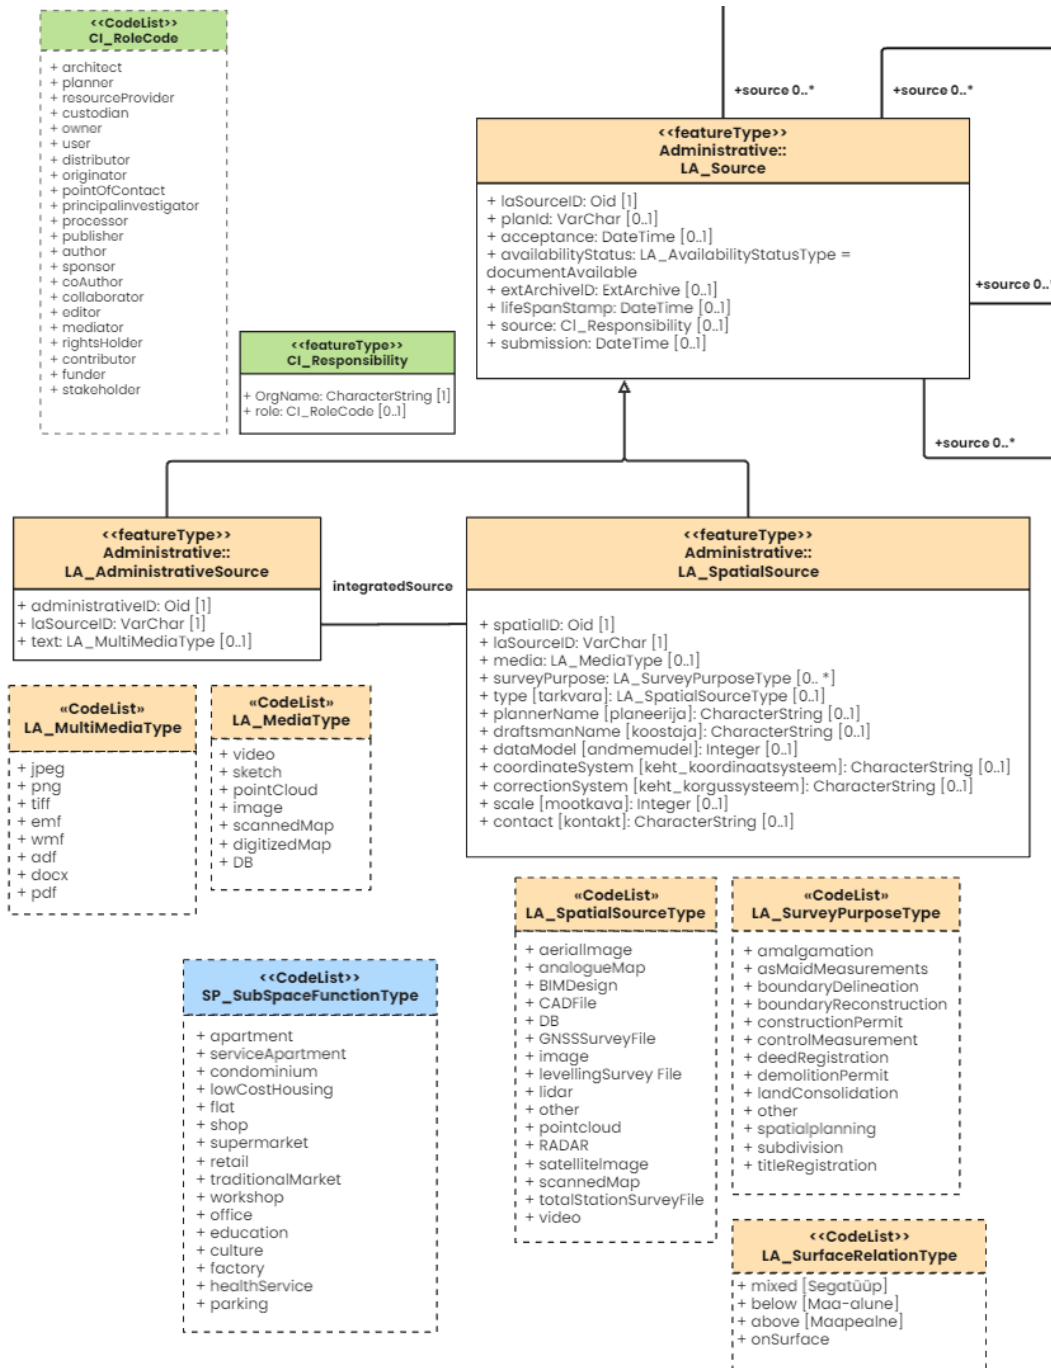 <<CodeList>>
CI_RoleCode
+ architect
+ planner
+ resourceProvider
+ custodian
+ owner
+ user
+ distributor
+ originator
+ pointOfContact
+ principalinvestigator
+ processor
+ publisher
+ author
+ sponsor
+ coAuthor
+ collaborator
+ editor
+ mediator
+ rightsHolder
+ contributor
+ funder
+ stakeholder
<<featureType>>
CI_Responsibility
+ OrgName: CharacterString [1]
+ role: CI_RoleCode [0..1]
+source 0..*
+source 0..*
<<featureType>>
Administrative::
LA_Source
+ laSourceID: Oid [1]
+ planId: VarChar [0..1]
+ acceptance: DateTime [0..1]
+ availabilityStatus: LA_AvailabilityStatusType =
documentAvailable
+ extArchiveID: ExtArchive [0..1]
+ lifeSpanStamp: DateTime [0..1]
+ source: CI_Responsibility [0..1]
+ submission: DateTime [0..1]
+source 0..*
+source 0..*
<<featureType>>
Administrative::
LA_AdministrativeSource
+ administrativeID: Oid [1]
+ laSourceID: VarChar [1]
+ text: LA_MultiMediaType [0..1]
integratedSource
<<featureType>>
Administrative::
LA_SpatialSource
+ spatialID: Oid [1]
+ laSourceID: VarChar [1]
+ media: LA_MediaType [0..1]
+ surveyPurpose: LA_SurveyPurposeType [0.. *]
+ type [tarkvara]: LA_SpatialSourceType [0..1]
+ plannerName [planeerija]: CharacterString [0..1]
+ draftsmanName [koostaja]: CharacterString [0..1]
+ dataModel [andmemudel]: Integer [0..1]
+ coordinateSystem [keht_koordinaatsysteem]: CharacterString [0..1]
+ correctionSystem [keht_korgussysteem]: CharacterString [0..1]
+ scale [mootkava]: Integer [0..1]
+ contact [kontakt]: CharacterString [0..1]
«CodeList»
LA_MultiMediaType
+ jpeg
+ png
+ tiff
+ emf
+ wmf
+ adf
+ docx
+ pdf
«CodeList»
LA_MediaType
+ video
+ sketch
+ pointCloud
+ image
+ scannedMap
+ digitizedMap
+ DB
<<CodeList>>
SP_SubSpaceFunctionType
+ apartment
+ serviceApartment
+ condominium
+ lowCostHousing
+ flat
+ shop
+ supermarket
+ retail
+ traditionalMarket
+ workshop
+ office
+ education
+ culture
+ factory
+ healthService
+ parking
«CodeList»
LA_SpatialSourceType
+ aerialImage
+ analogueMap
+ BIMDesign
+ CADFile
+ DB
+ GNSSSurveyFile
+ image
+ levellingSurvey File
+ lidar
+ other
+ pointcloud
+ RADAR
+ satelliteImage
+ scannedMap
+ totalStationSurveyFile
+ video
«CodeList»
LA_SurveyPurposeType
+ amalgamation
+ asMaidMeasurements
+ boundaryDelineation
+ boundaryReconstruction
+ constructionPermit
+ controlMeasurement
+ deedRegistration
+ demolitionPermit
+ landConsolidation
+ other
+ spatialplanning
+ subdivision
+ titleRegistration
<<CodeList>>
LA_SurfaceRelationType
+ mixed [Segatüüp]
+ below [Maa-alune]
+ above [Maapealne]
+ onSurface